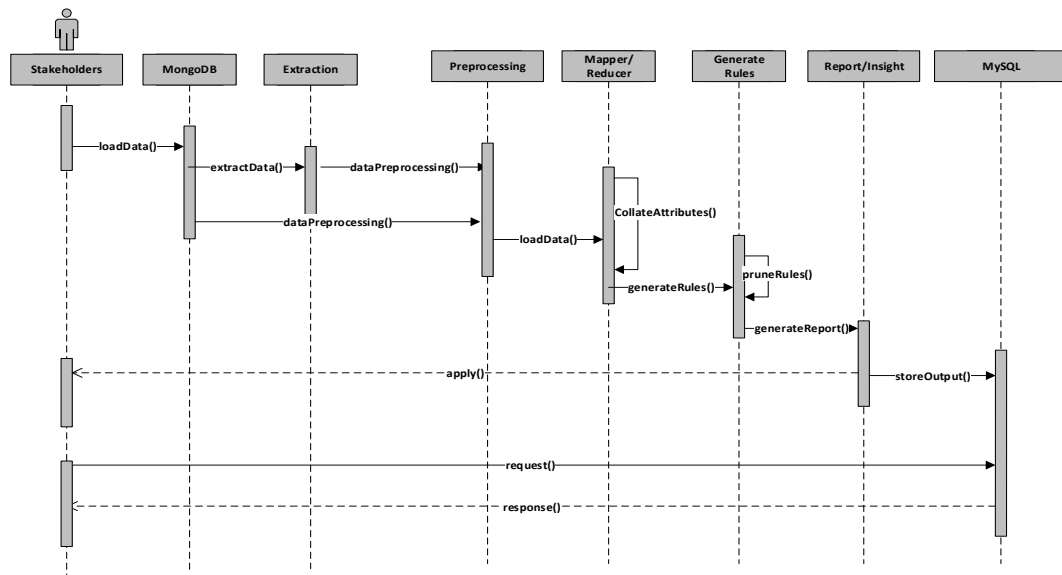 Stakeholders
MongoDB
Extraction
Preprocessing
Mapper/
Reducer
Generate
Rules
Report/Insight
MySQL
loadData()
extractData()
dataPreprocessing()
dataPreprocessing()
CollateAttributes()
loadData()
pruneRules()
generateRules()
generateReport()
apply()
storeOutput()
request()
response()